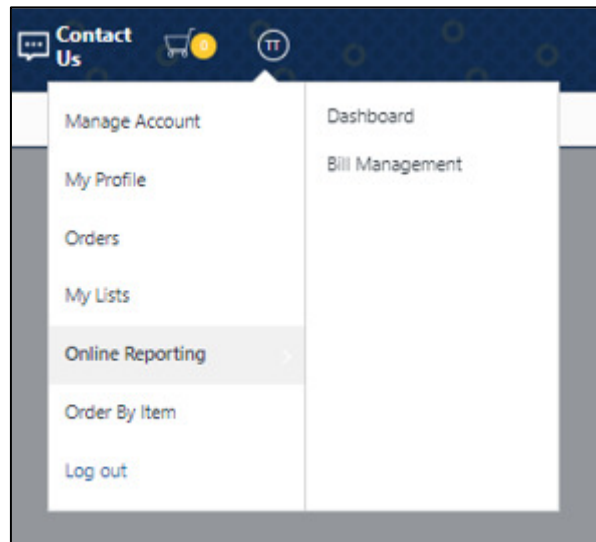 Contact
Us
0
TT
Manage Account
My Profile
Orders
My Lists
Online Reporting
Order By Item
Log out
Dashboard
Bill Management